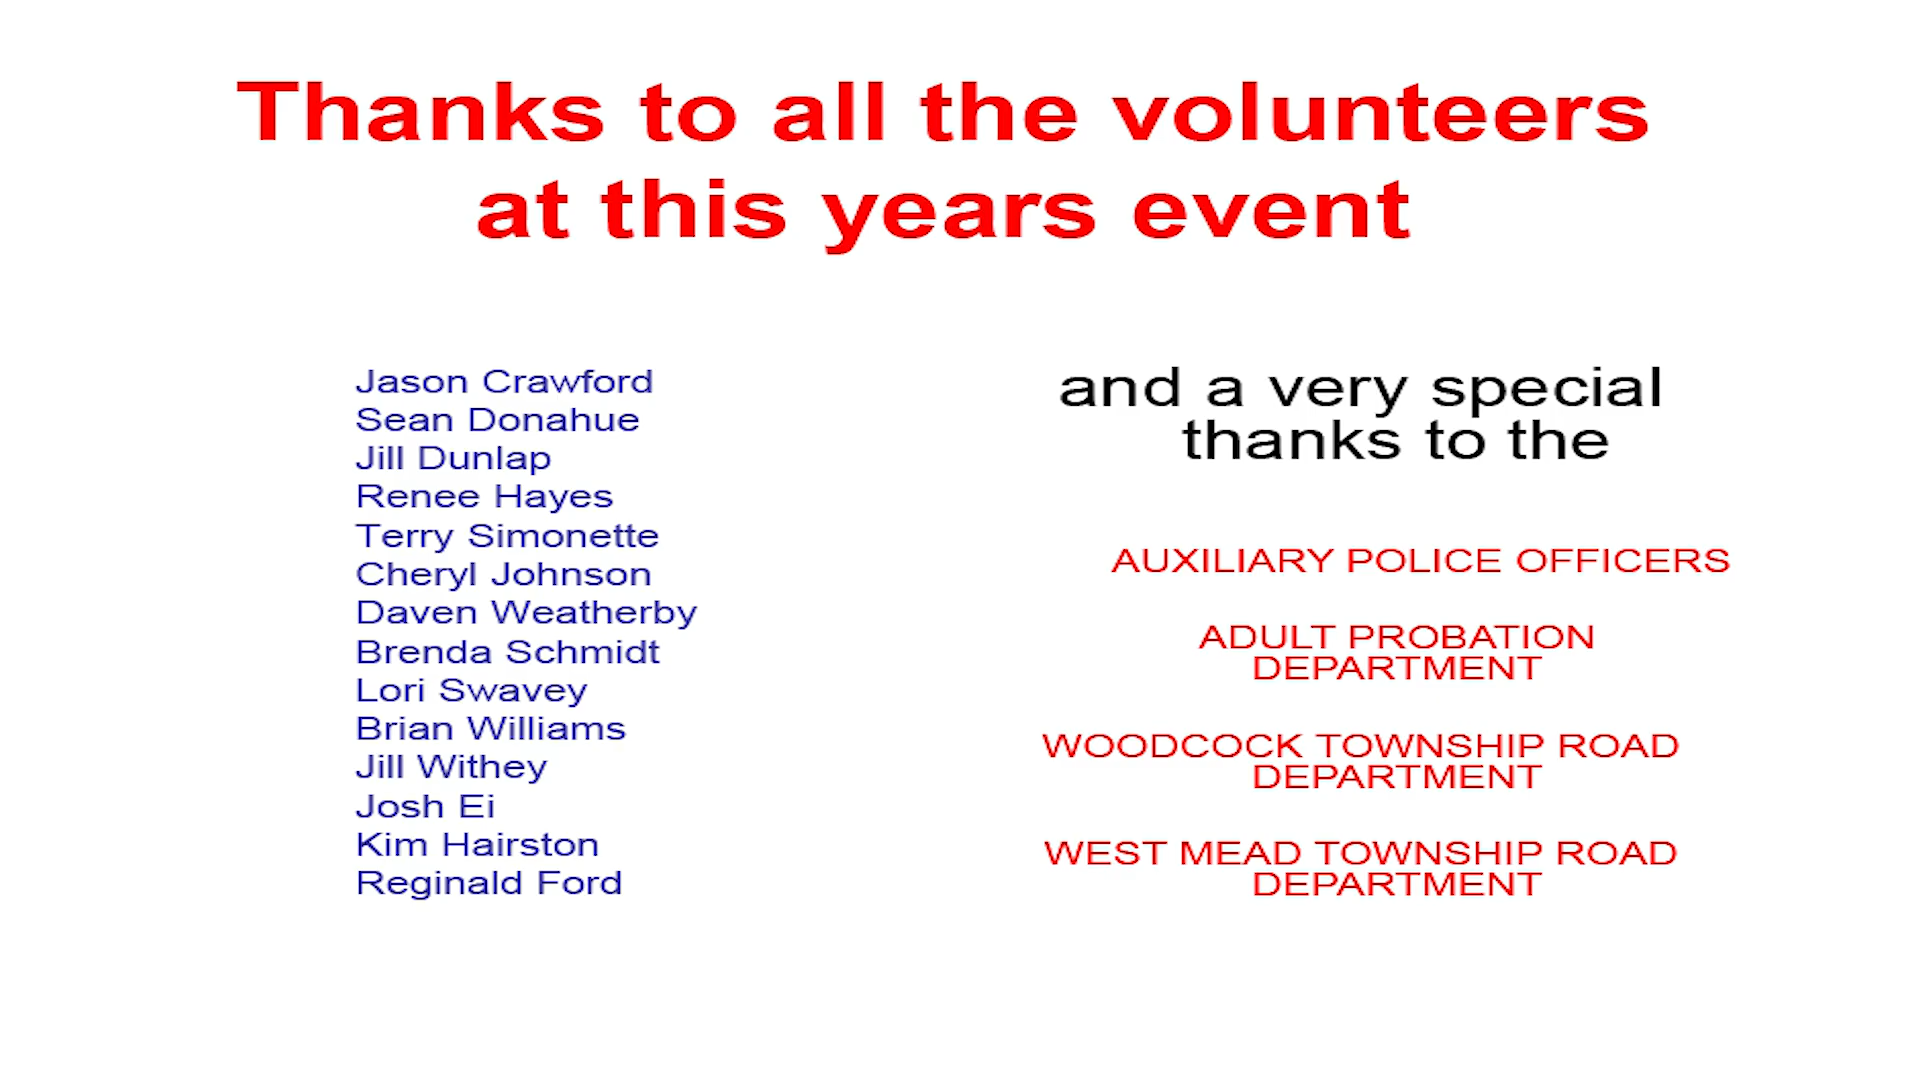 Thanks to all the volunteers
at this years event
Jason Crawford
Sean Donahue
Jill Dunlap
Renee Hayes
Terry Simonette
Cheryl Johnson
Daven Weatherby
Brenda Schmidt
Lori Swavey
Brian Williams
Jill Withey
Josh Ei
Kim Hairston
Reginald Ford
and a very special
thanks to the
AUXILIARY POLICE OFFICERS
ADULT PROBATION
DEPARTMENT
WOODCOCK TOWNSHIP ROAD
DEPARTMENT
WEST MEAD TOWNSHIP ROAD
DEPARTMENT